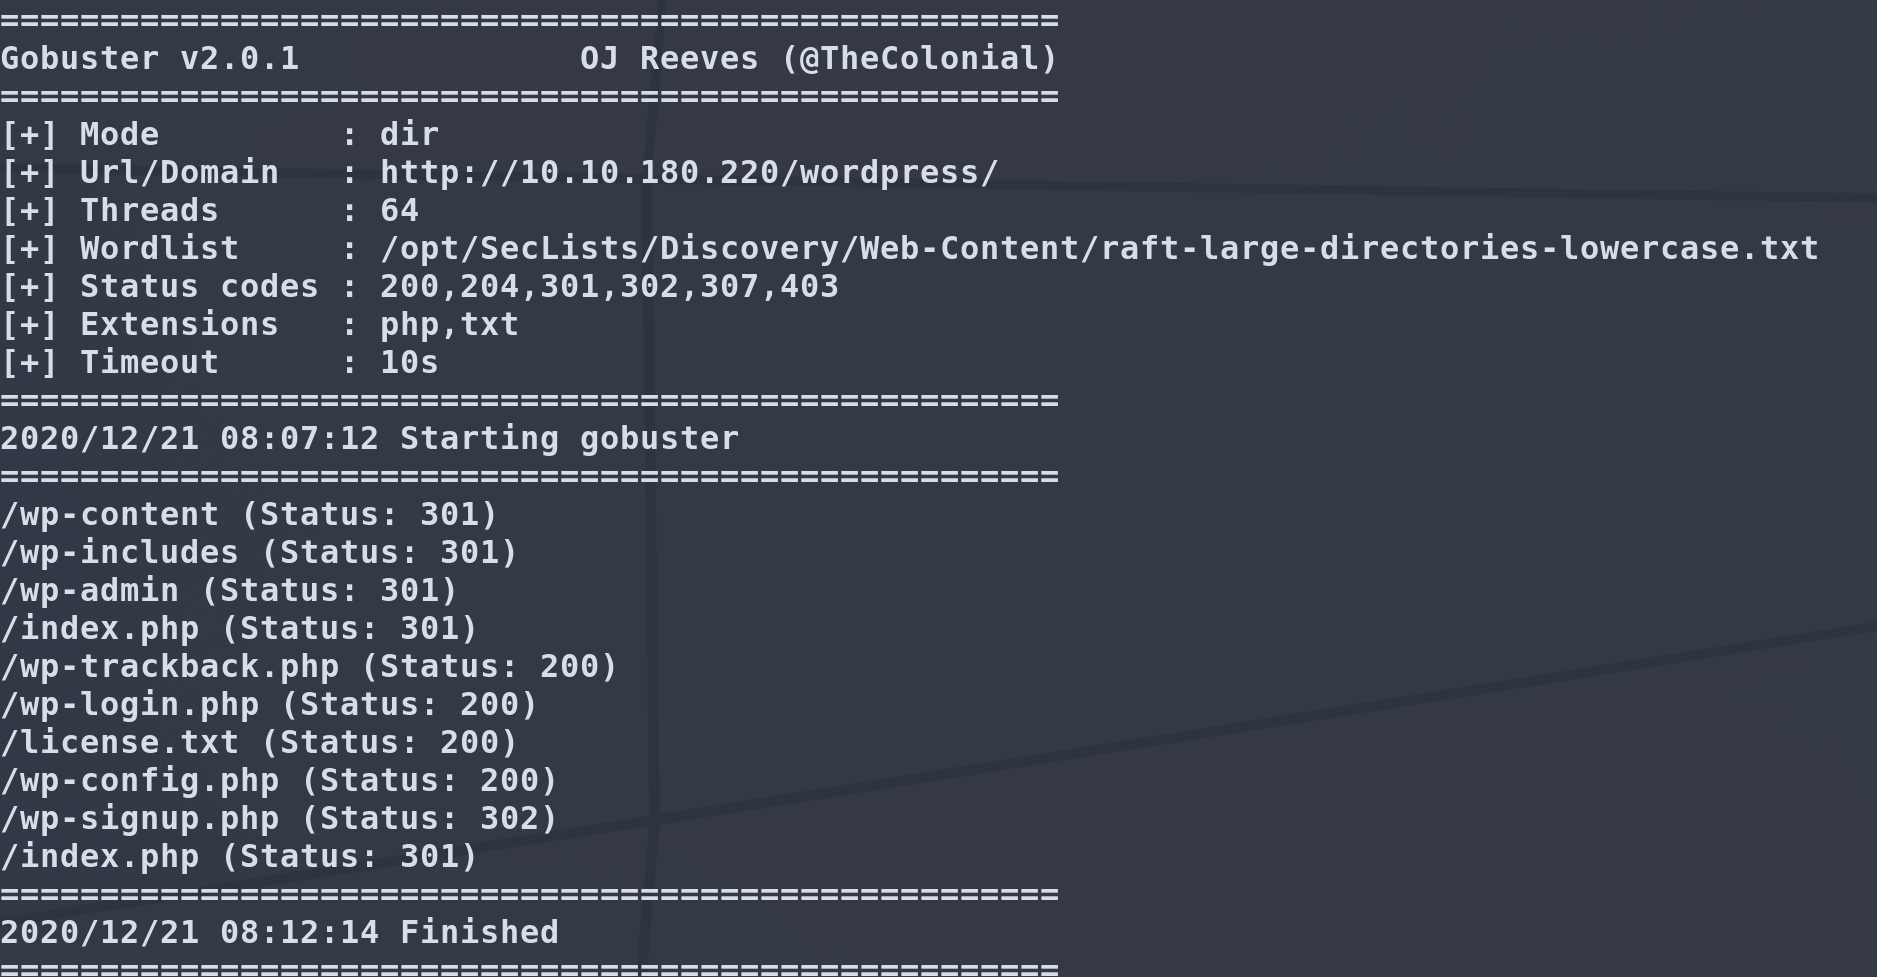 =====================================================
Gobuster v2.0.1              OJ Reeves (@TheColonial)
=====================================================
[+] Mode         : dir
[+] Url/Domain   : http://10.10.180.220/wordpress/
[+] Threads      : 64
[+] Wordlist     : /opt/SecLists/Discovery/Web-Content/raft-large-directories-lowercase.txt
[+] Status codes : 200,204,301,302,307,403
[+] Extensions   : php,txt
[+] Timeout      : 10s
=====================================================
2020/12/21 08:07:12 Starting gobuster
=====================================================
/wp-content (Status: 301)
/wp-includes (Status: 301)
/wp-admin (Status: 301)
/index.php (Status: 301)
/wp-trackback.php (Status: 200)
/wp-login.php (Status: 200)
/license.txt (Status: 200)
/wp-config.php (Status: 200)
/wp-signup.php (Status: 302)
/index.php (Status: 301)
=====================================================
2020/12/21 08:12:14 Finished
=====================================================